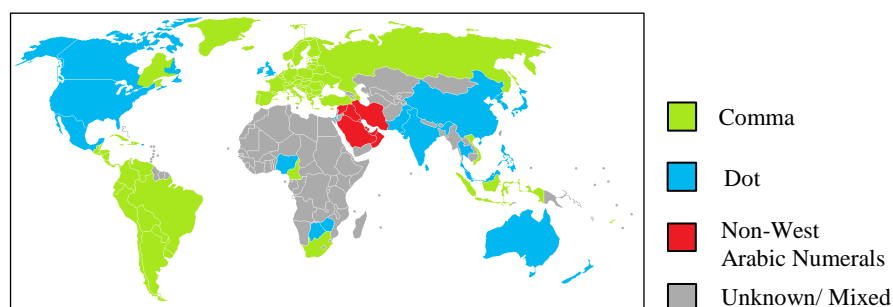 Comma
Dot
Non-West
Arabic Numerals
Unknown/ Mixed